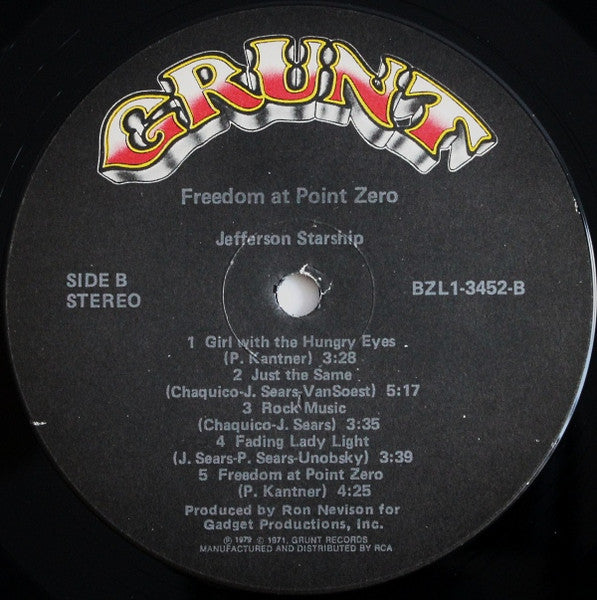 GRUNT
Freedom at Point Zero
Jefferson Starship
SIDE B
STEREO
BZL1-3452-B
1 Girl with the Hungry Eyes
(P. Kantner) 3:28
2 Just the Same
(Chaquico-J. Sears-VanSoest) 5:17
3 Rock Music
(Chaquico-J. Sears) 3:35
4 Fading Lady Light
(J. Sears-P. Sears-Unobsky) 3:39
5 Freedom at Point Zero
(P. Kantner) 4:25
Produced by Ron Nevison for
Gadget Productions, Inc.
℗ 1979 © 1971, GRUNT RECORDS
MANUFACTURED AND DISTRIBUTED BY RCA